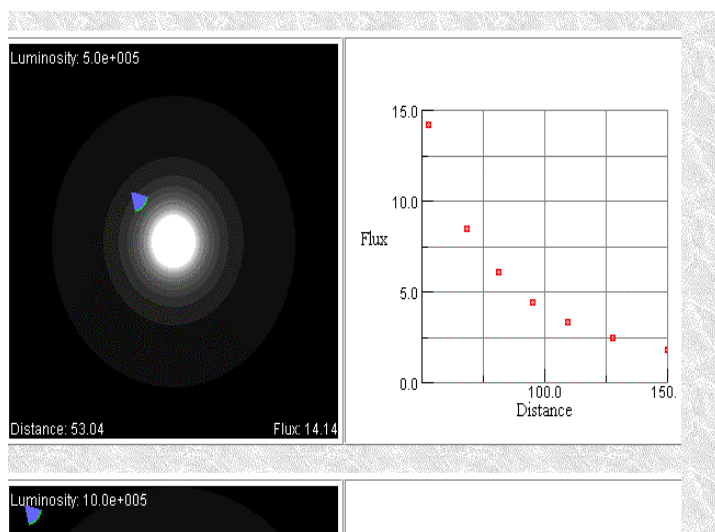 Luminosity: 5.0e+005
Distance: 53.04 Flux: 14.14
15.0
10.0
Flux
5.0
0.0
100.0 150.
Distance
Luminosity: 10.0e+005